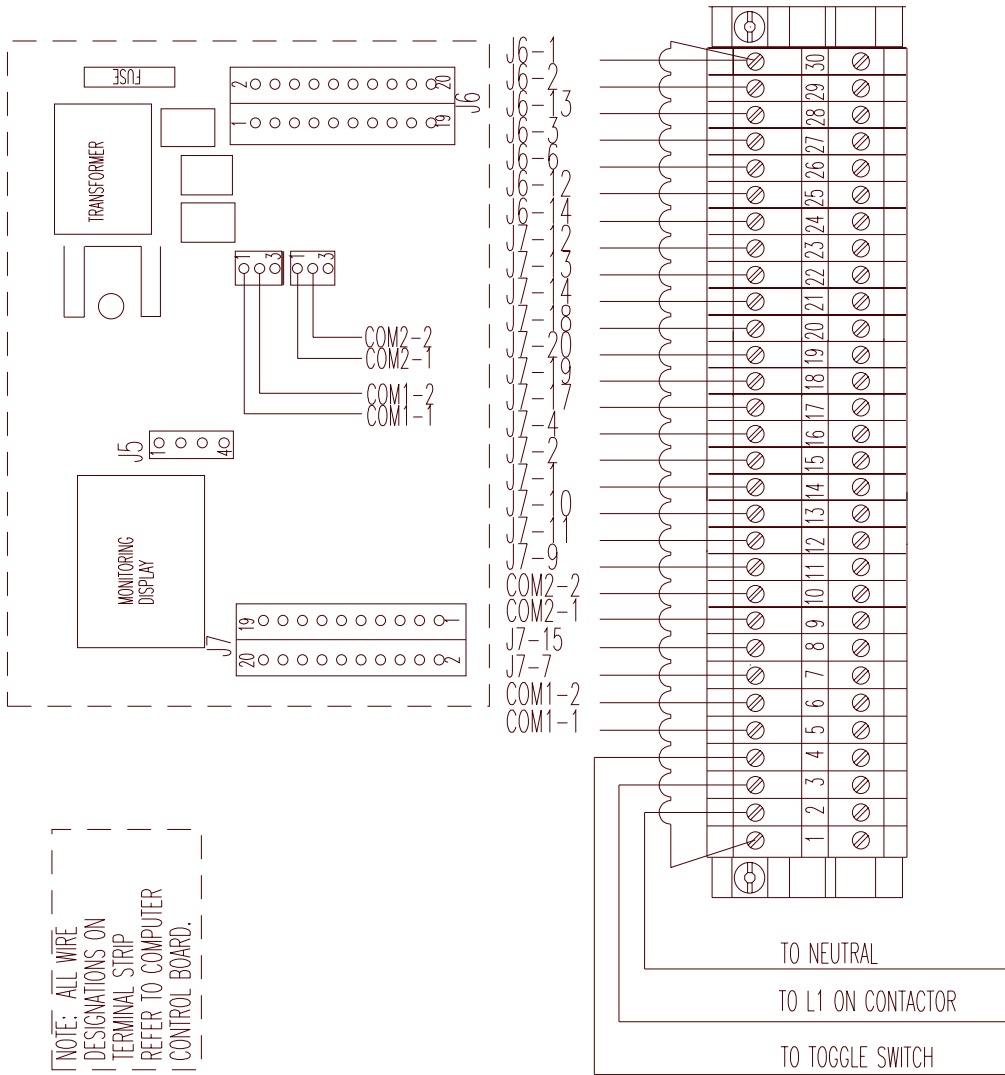 FUSE
TRANSFORMER
2
20
1
19
J6
1
3
1
3
COM2-2
COM2-1
COM1-2
COM1-1
J5
1
4
MONITORING
DISPLAY
J7
19
1
20
2
J6-1
J6-2
J6-13
J6-3
J6-6
J6-12
J6-14
J7-12
J7-13
J7-14
J7-18
J7-20
J7-19
J7-17
J7-4
J7-2
J7-1
J7-10
J7-11
J7-9
COM2-2
COM2-1
J7-15
J7-7
COM1-2
COM1-1
30
29
28
27
26
25
24
23
22
21
20
19
18
17
16
15
14
13
12
11
10
9
8
7
6
5
4
3
2
1
TO NEUTRAL
TO L1 ON CONTACTOR
TO TOGGLE SWITCH
NOTE: ALL WIRE
DESIGNATIONS ON
TERMINAL STRIP
REFER TO COMPUTER
CONTROL BOARD.